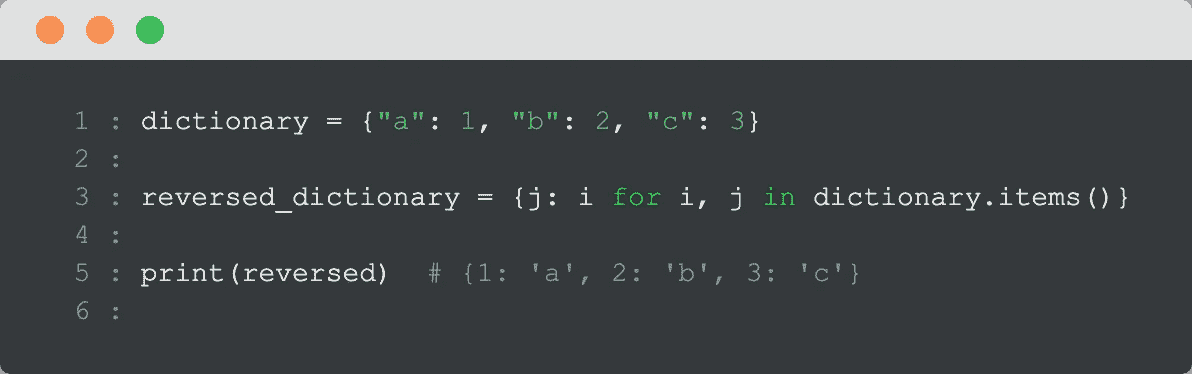 1 : dictionary = {"a": 1, "b": 2, "c": 3}
2 :
3 : reversed_dictionary = {j: i for i, j in dictionary.items()}
4 :
5 : print(reversed)  # {1: 'a', 2: 'b', 3: 'c'}
6 :